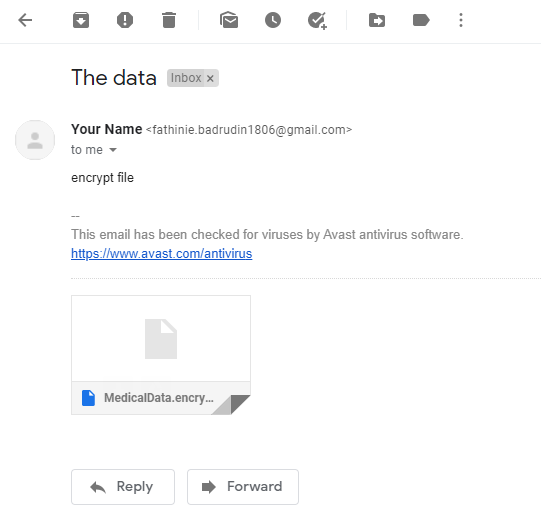 The data Inbox ×
Your Name <fathinie.badrudin1806@gmail.com>
to me
encrypt file
--
This email has been checked for viruses by Avast antivirus software.
https://www.avast.com/antivirus
MedicalData.encry...
Reply Forward